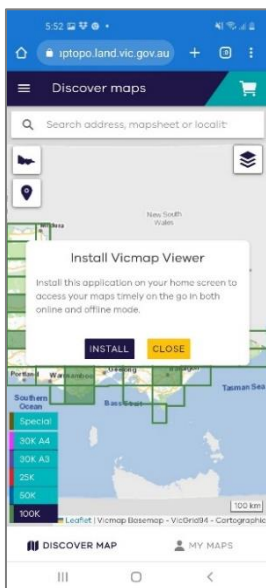 5:52
uptopo.land.vic.gov.au
Discover maps
Search address, mapsheet or localit
New South
Wales
Install Vicmap Viewer
Install this application on your home screen to
access your maps timely on the go in both
online and offline mode.
INSTALL CLOSE
Portland Warrnambool Geelong
Tasman Sea
Southern
Ocean
Bass Strait
Special
30K A4
30K A3
25K
50K
100K
100 km
Leaflet | Vicmap Basemap - VicGrid94 - Cartographic
DISCOVER MAP MY MAPS